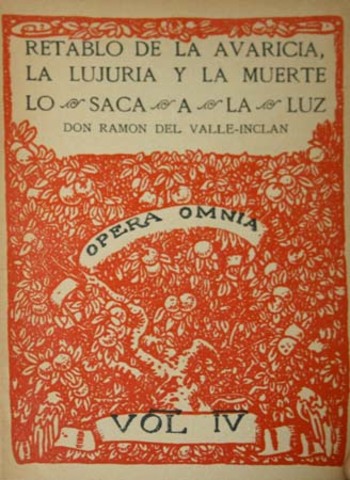 RETABLO DE LA AVARICIA,
LA LUJURIA Y LA MUERTE
LO SACA A LA LUZ
DON RAMON DEL VALLE-INCLAN
OPERA OMNIA
VOL IV